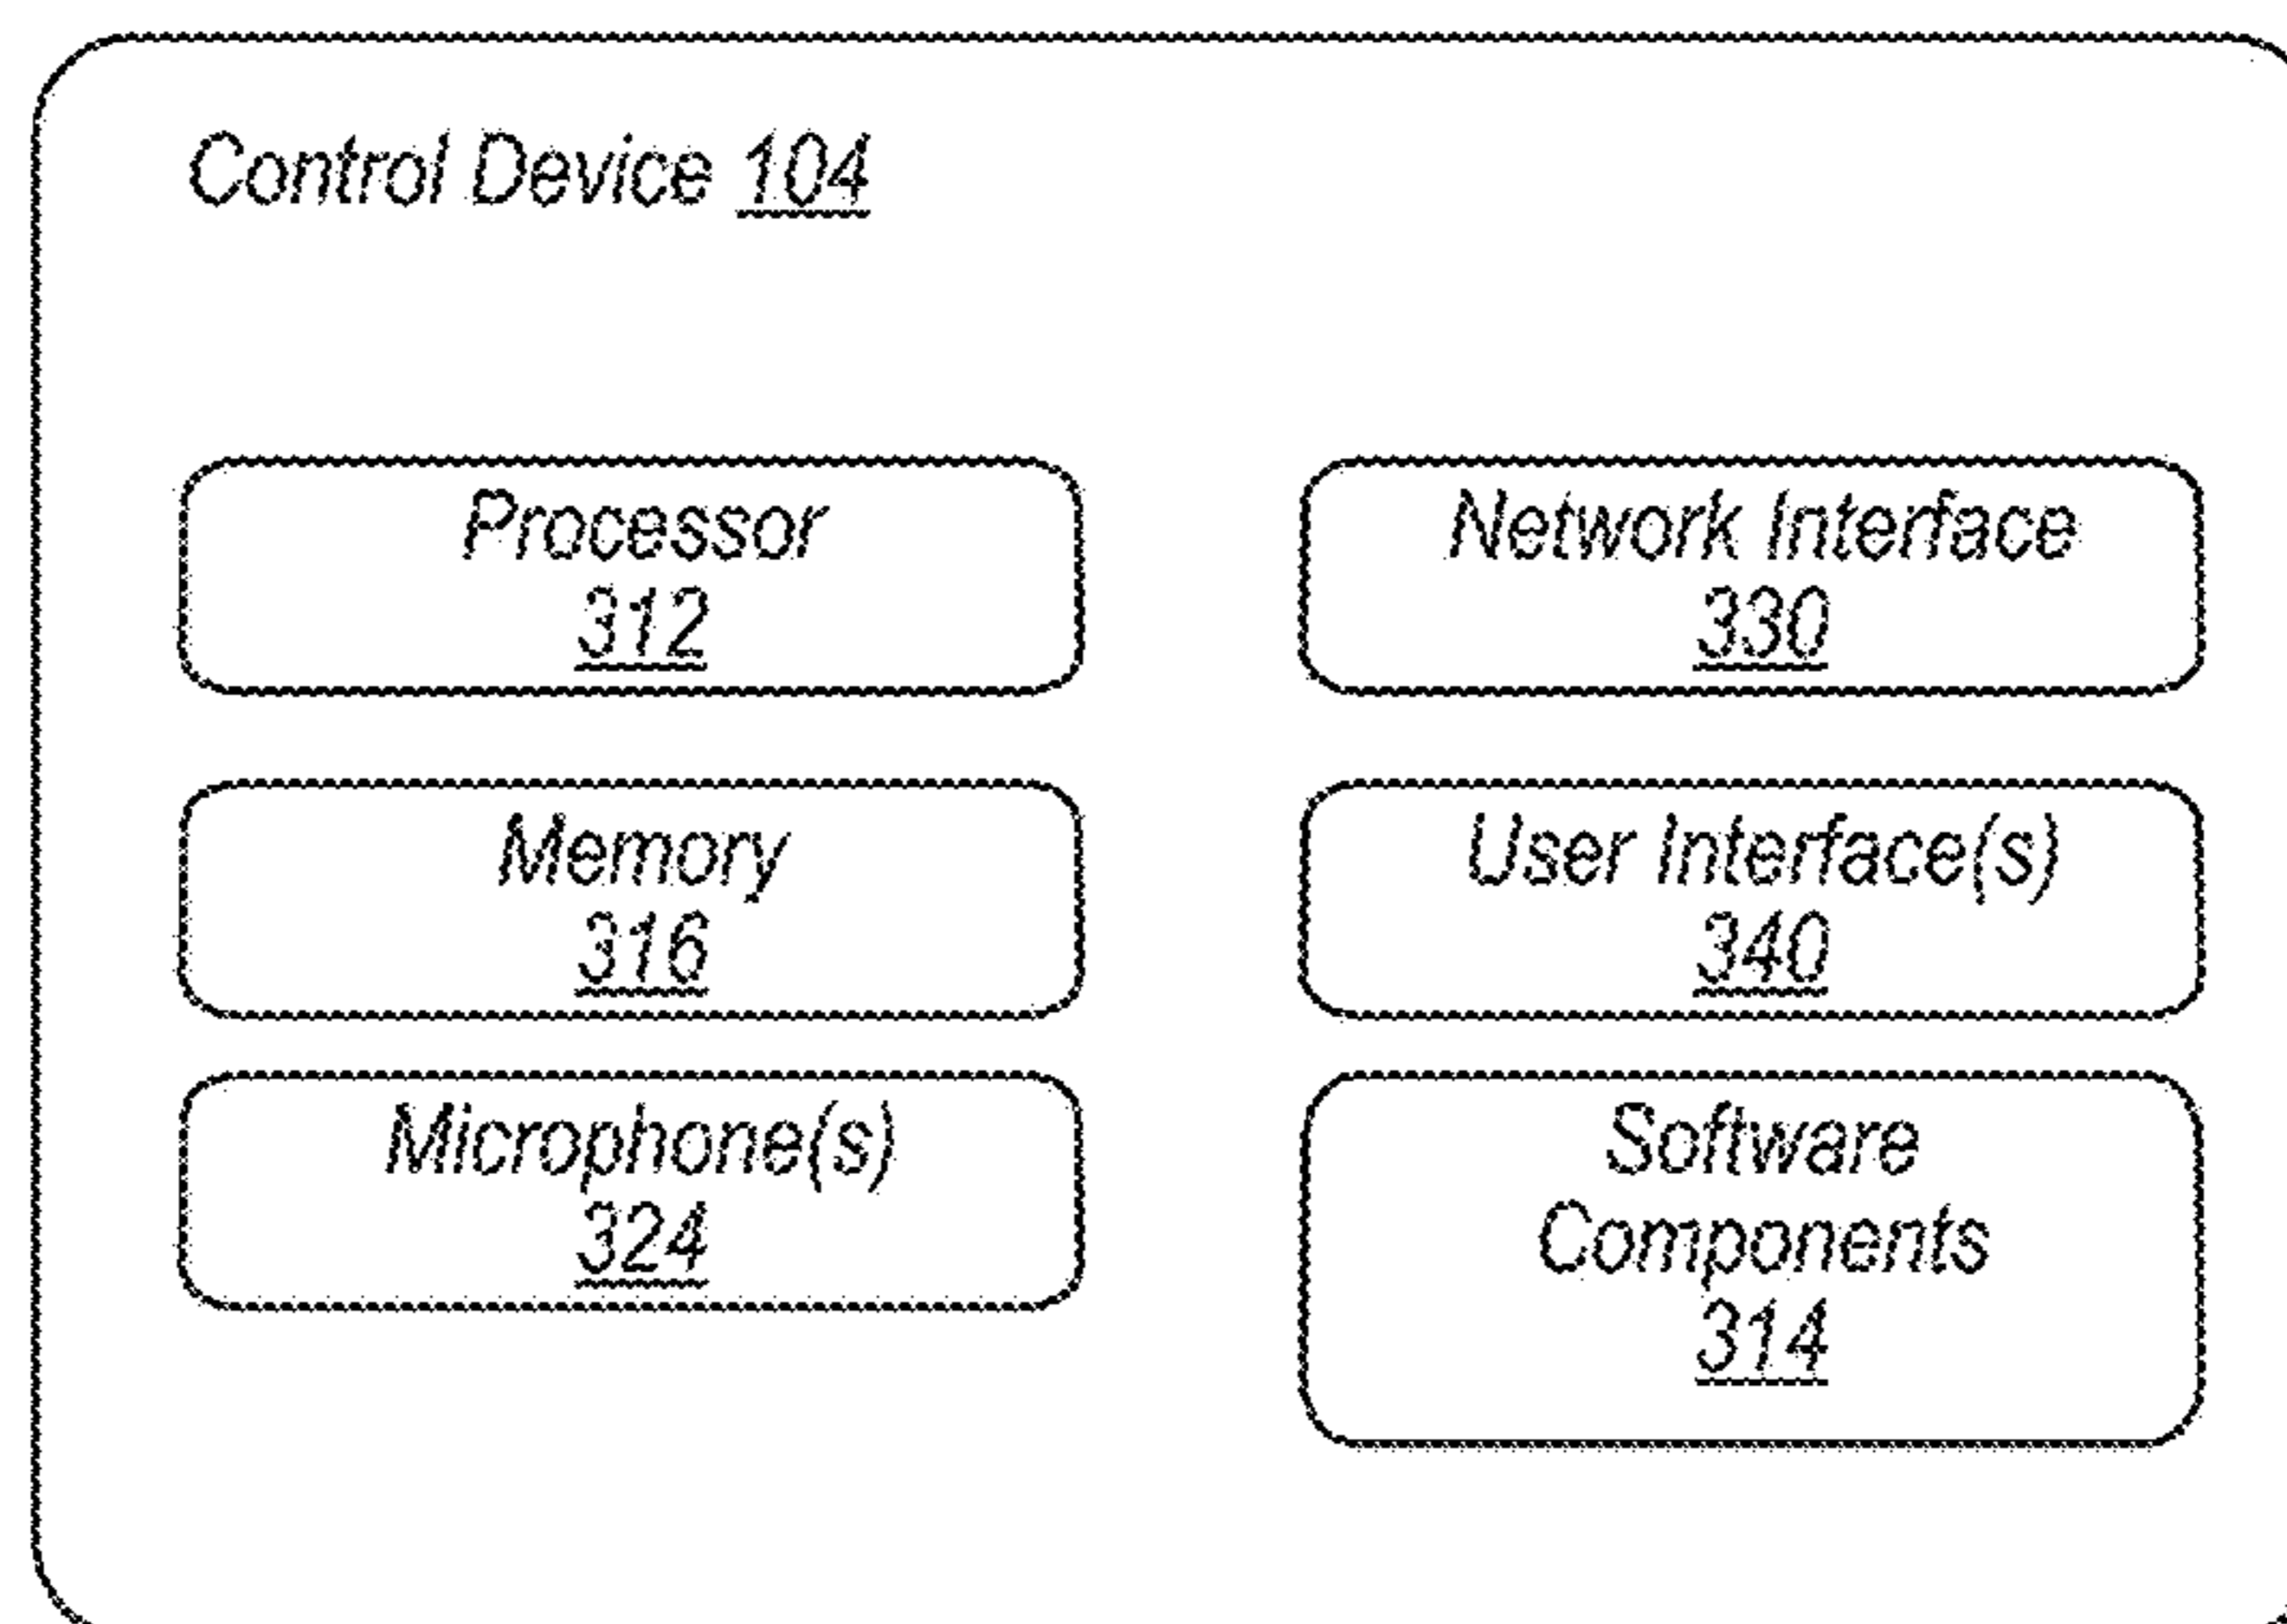 Control Device 104
Processor
312
Network Interface
330
Memory
316
User Interface(s)
340
Microphone(s)
324
Software
Components
314